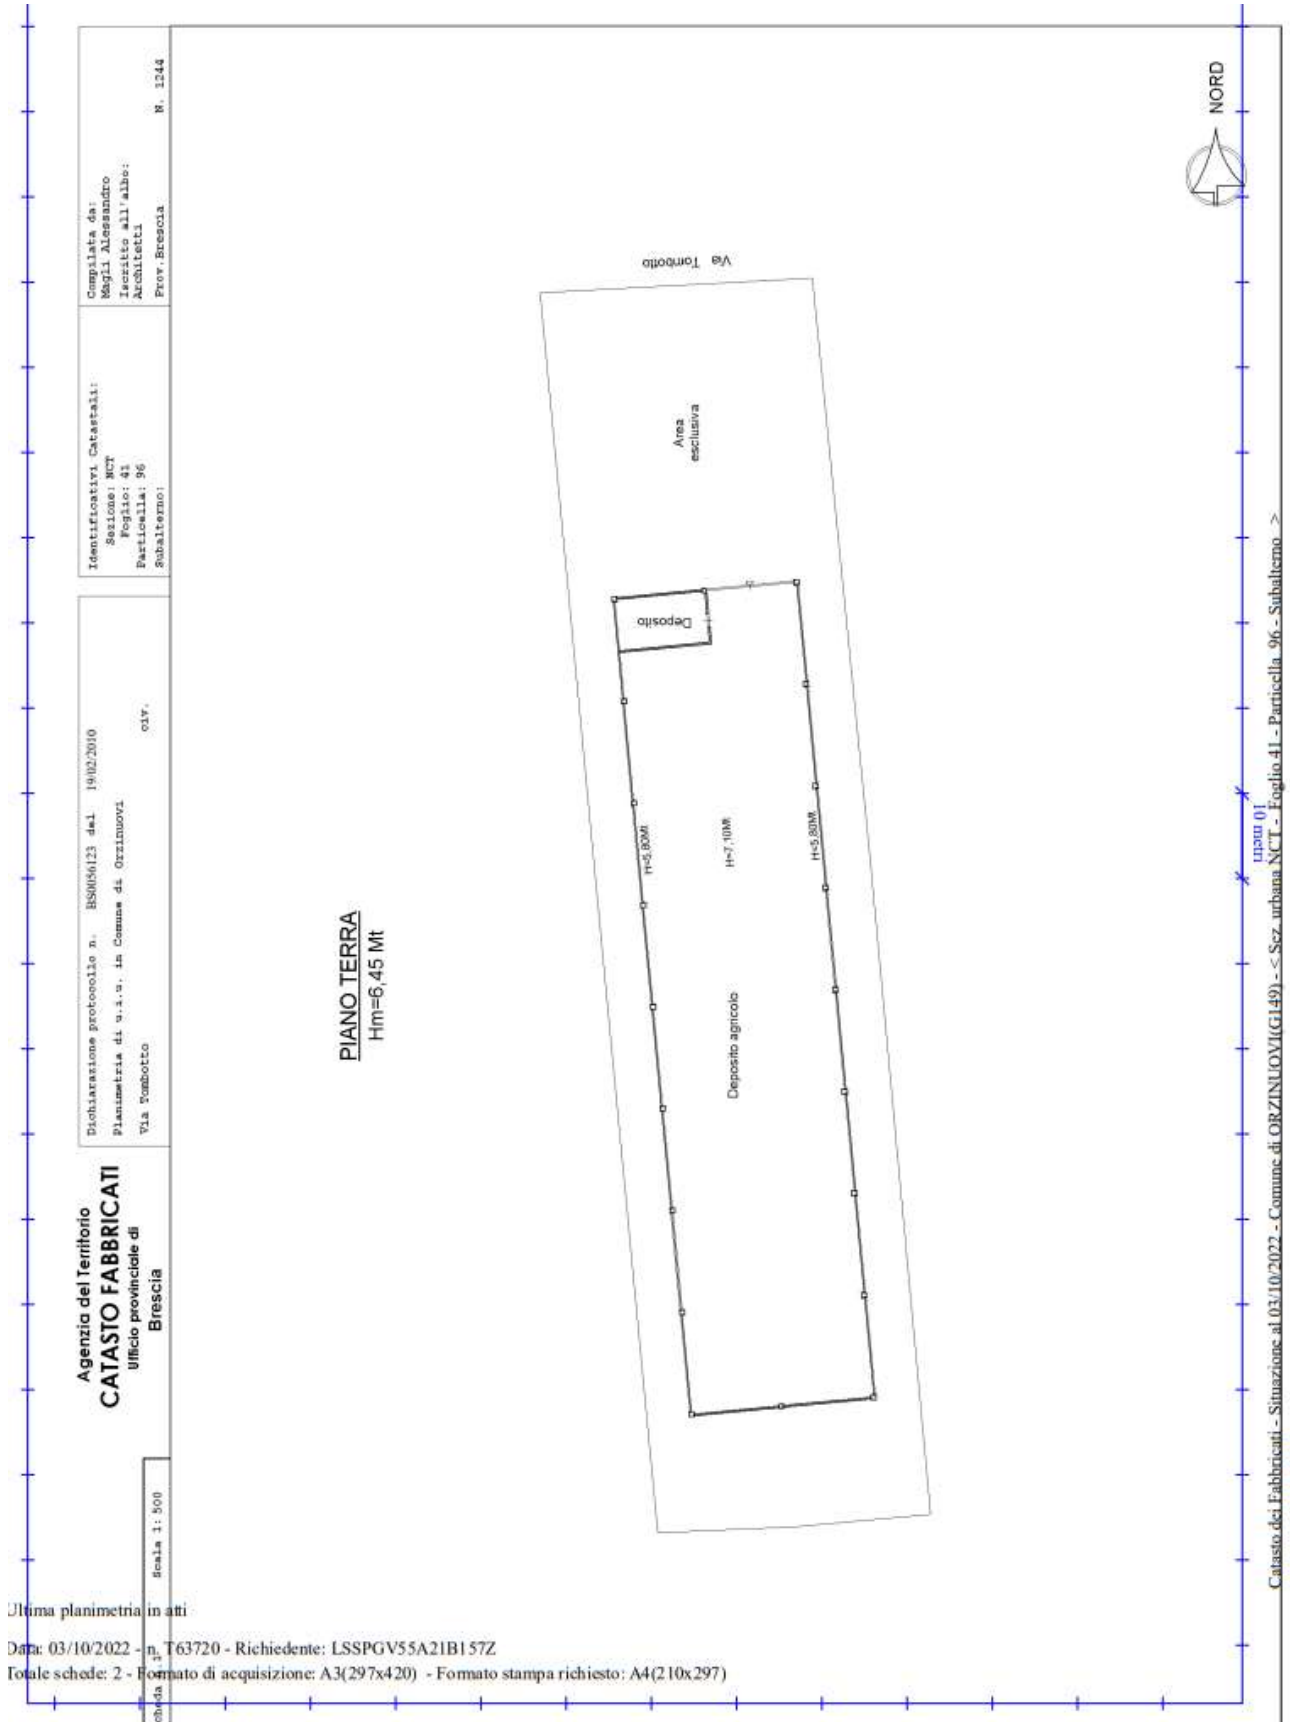 Agenzia del Territorio
CATASTO FABBRICATI
Ufficio provinciale di
Brescia
Dichiarazione protocollo n. BS0056123 del 19/02/2010
Planimetria di u.i.u. in Comune di Orzinuovi
Via Tombotto civ.
Identificativi Catastali:
Sezione: NCT
Foglio: 41
Particella: 96
Subalterno:
Compilata da:
Magli Alessandro
Iscritto all'albo:
Architetti
Prov. Brescia N. 1244
Scala 1: 500
PIANO TERRA
Hm=6,45 Mt
NORD
Via Tombotto
Area
esclusiva
Deposito
H=5,80Mt
H=7,10Mt
H=5,80Mt
Deposito agricolo
10 metri
Catasto dei Fabbricati - Situazione al 03/10/2022 - Comune di ORZINUOVI(G149) - < Sez. urbana NCT - Foglio 41 - Particella 96 - Subalterno >
Ultima planimetria in atti
Data: 03/10/2022 - n. T63720 - Richiedente: LSSPGV55A21B157Z
Totale schede: 2 - Formato di acquisizione: A3(297x420) - Formato stampa richiesto: A4(210x297)